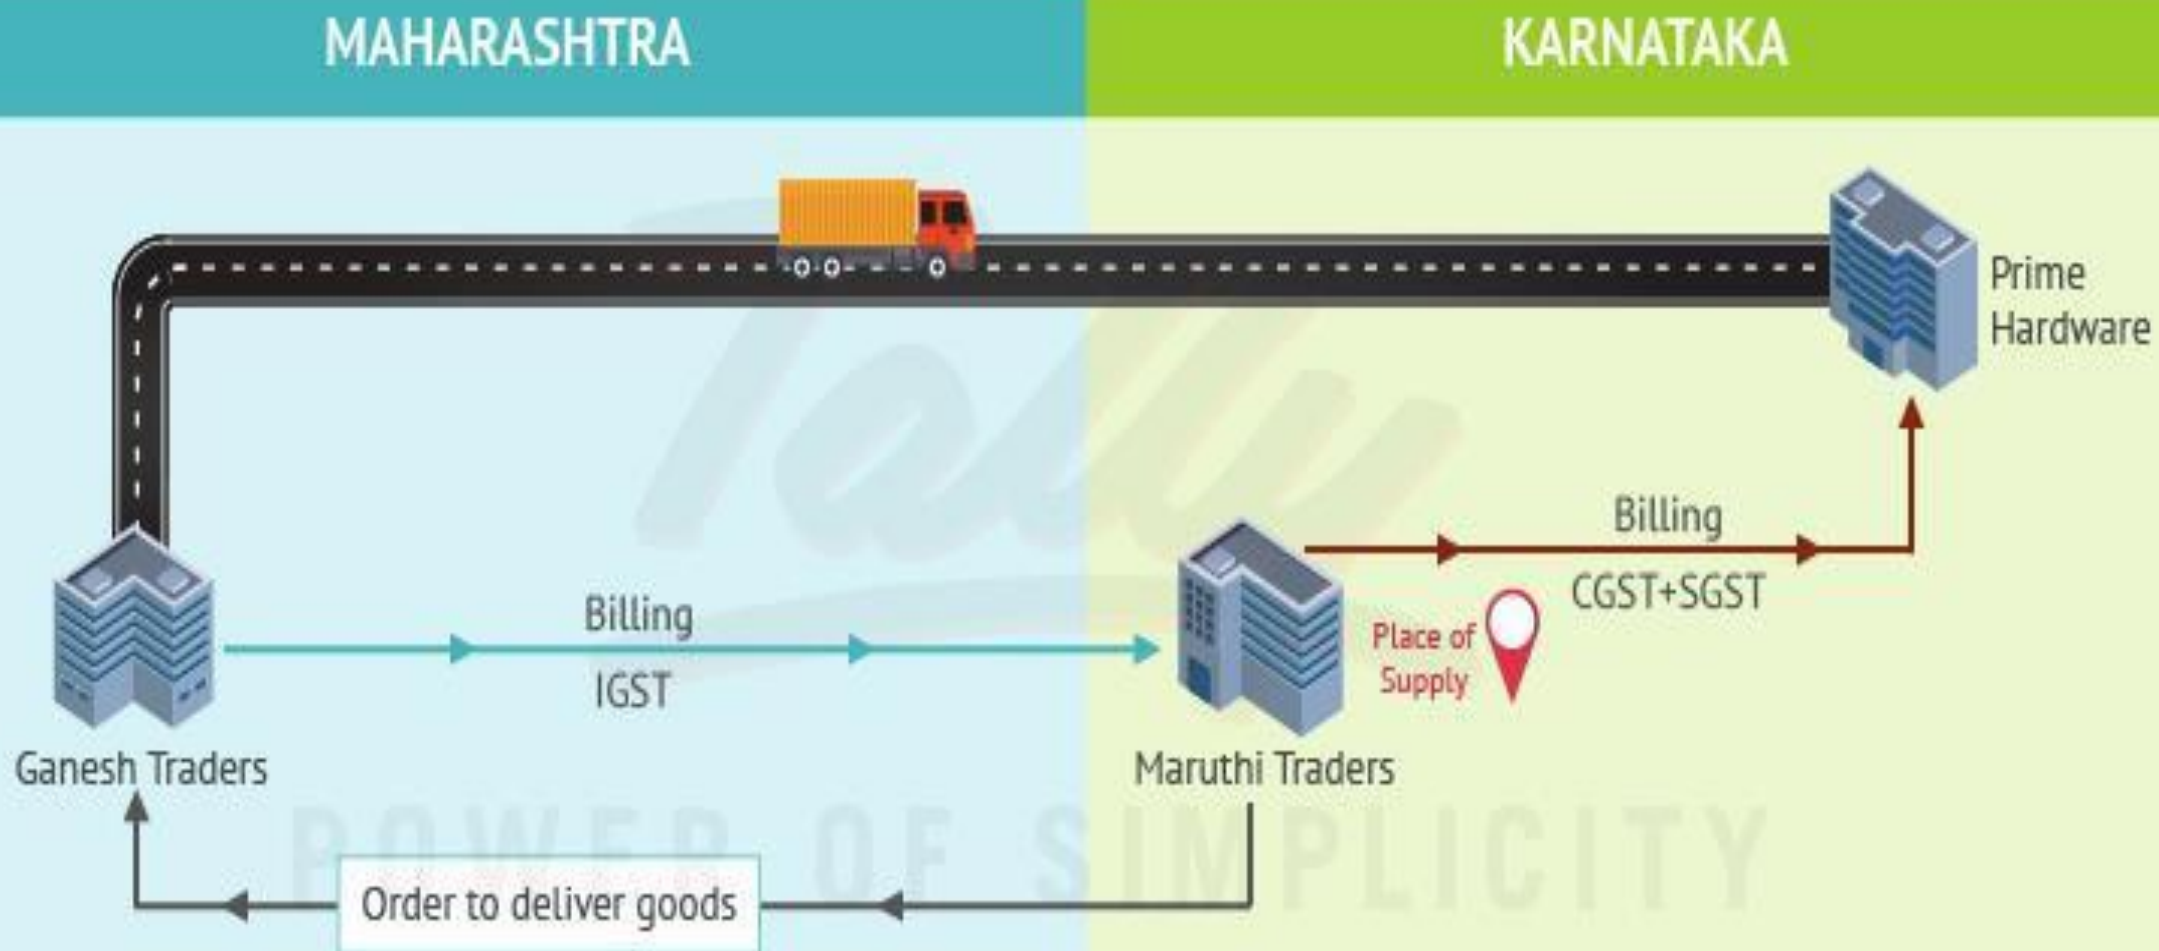 MAHARASHTRA
KARNATAKA
Prime
Hardware
Billing
CGST+SGST
Billing
IGST
Place of
Supply
Ganesh Traders
Maruthi Traders
Order to deliver goods
Tally
POWER OF SIMPLICITY